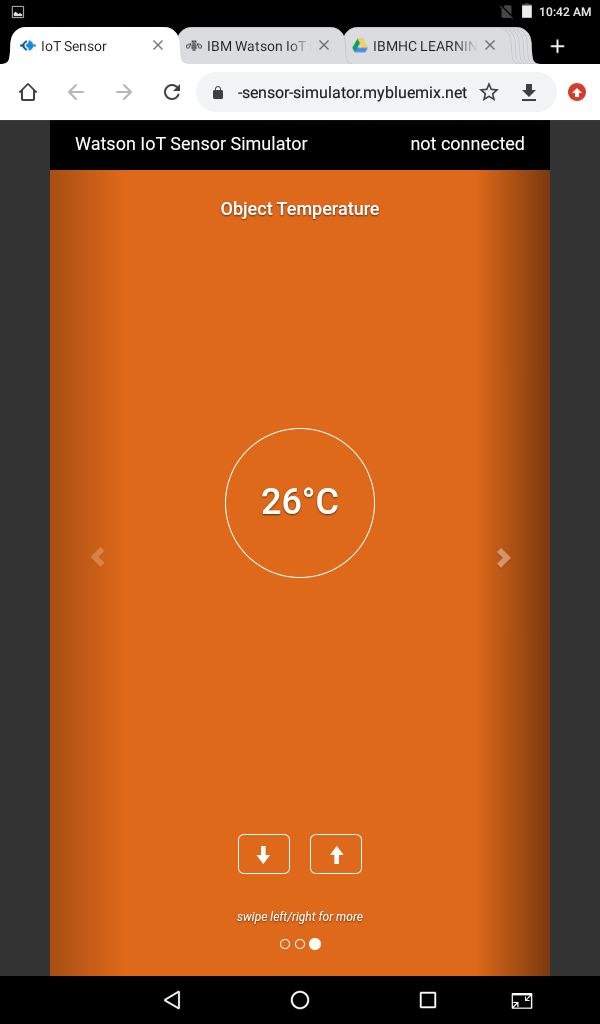 10:42 AM
IoT Sensor
IBM Watson IoT
IBMHC LEARNIN
-sensor-simulator.mybluemix.net
Watson IoT Sensor Simulator
not connected
Object Temperature
26°C
swipe left/right for more